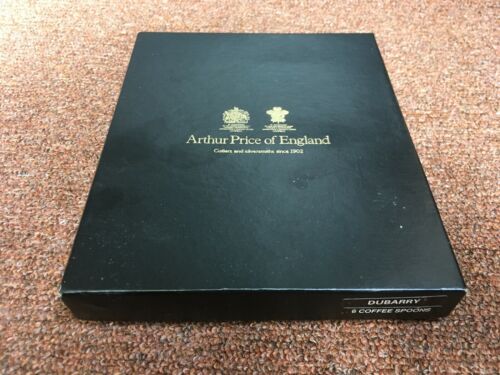 Arthur Price of England
Cutlers and silversmiths since 1902
DUBARRY
6 COFFEE SPOONS